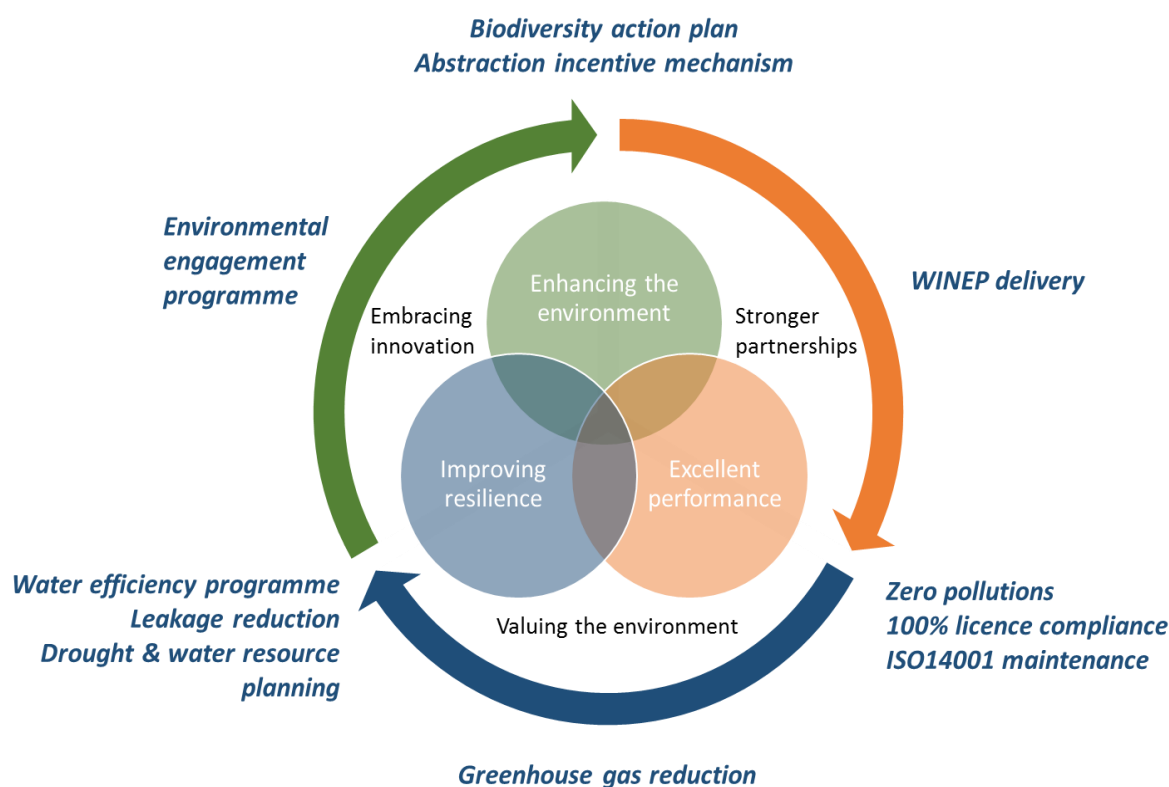 Biodiversity action plan
Abstraction incentive mechanism
Environmental
engagement
programme
WINEP delivery
Enhancing the
environment
Embracing
innovation
Stronger
partnerships
Improving
resilience
Excellent
performance
Valuing the environment
Water efficiency programme
Leakage reduction
Drought & water resource
planning
Zero pollutions
100% licence compliance
ISO14001 maintenance
Greenhouse gas reduction